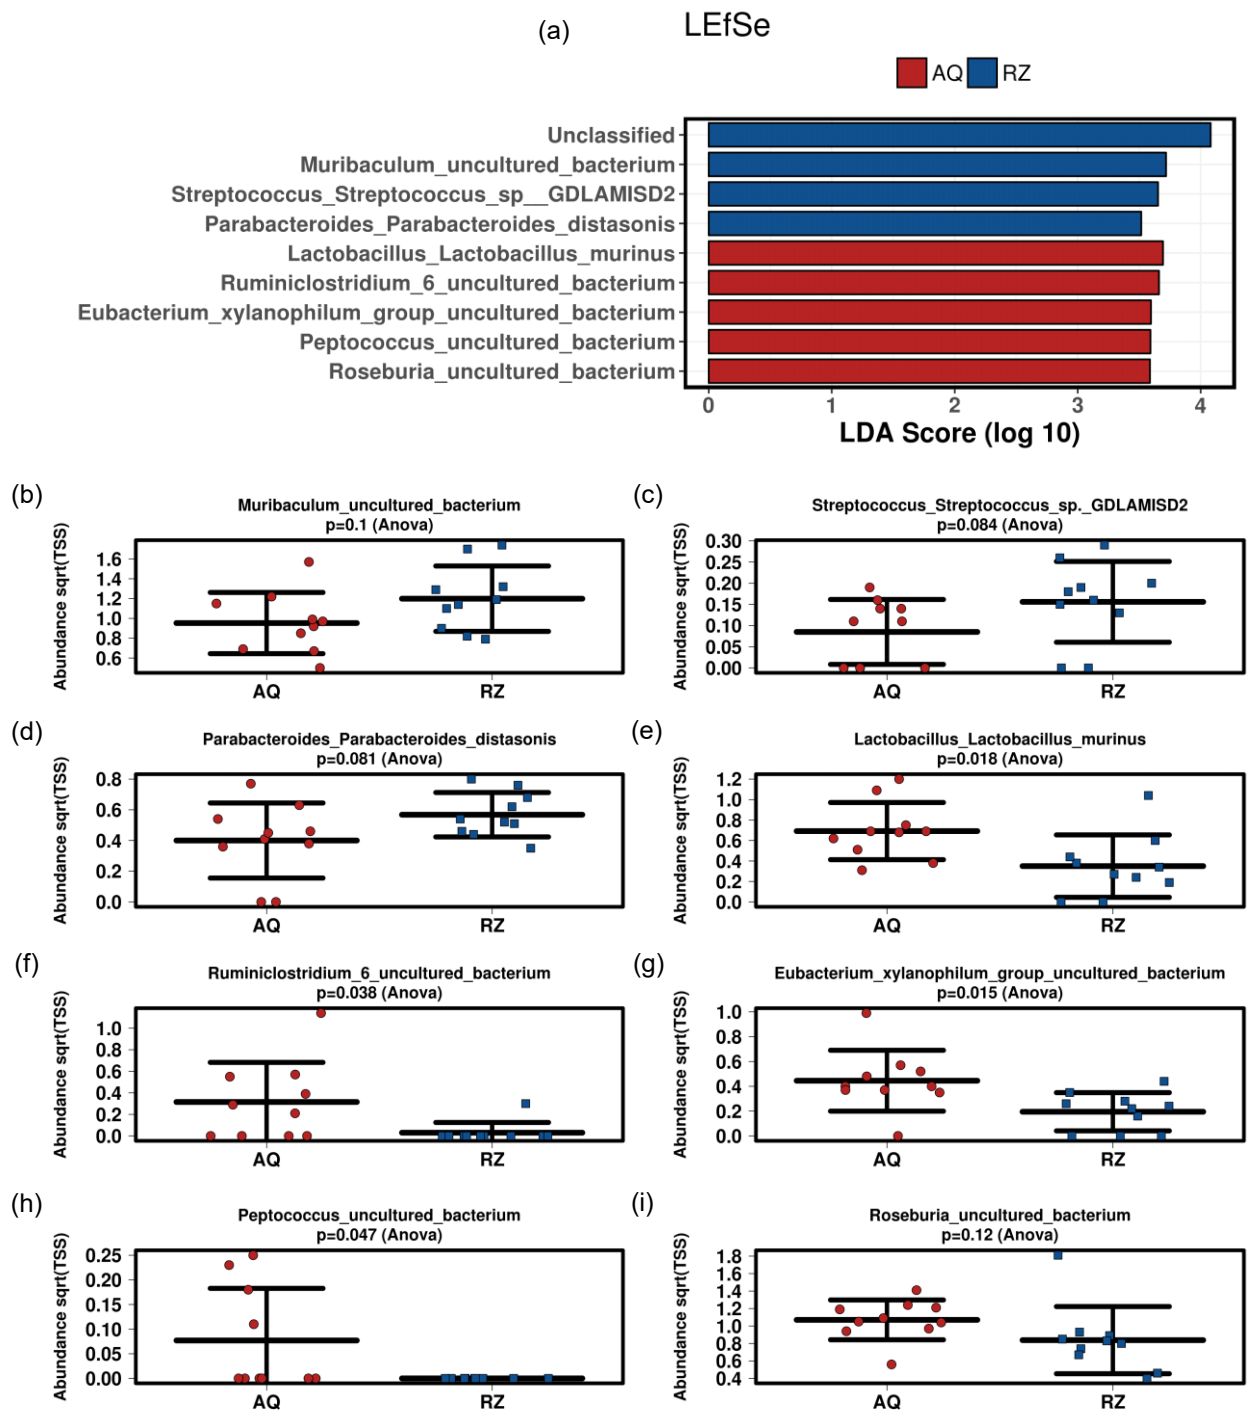 (a) LEfSe
AQ RZ
Unclassified
Muribaculum_uncultured_bacterium
Streptococcus_Streptococcus_sp__GDLAMISD2
Parabacteroides_Parabacteroides_distasonis
Lactobacillus_Lactobacillus_murinus
Ruminiclostridium_6_uncultured_bacterium
Eubacterium_xylanophilum_group_uncultured_bacterium
Peptococcus_uncultured_bacterium
Roseburia_uncultured_bacterium
0 1 2 3 4
LDA Score (log 10)
(b)
Muribaculum_uncultured_bacterium
p=0.1 (Anova)
Abundance sqrt(TSS)
1.6
1.4
1.2
1.0
0.8
0.6
AQ RZ
(c)
Streptococcus_Streptococcus_sp._GDLAMISD2
p=0.084 (Anova)
Abundance sqrt(TSS)
0.30
0.25
0.20
0.15
0.10
0.05
0.00
AQ RZ
(d)
Parabacteroides_Parabacteroides_distasonis
p=0.081 (Anova)
Abundance sqrt(TSS)
0.8
0.6
0.4
0.2
0.0
AQ RZ
(e)
Lactobacillus_Lactobacillus_murinus
p=0.018 (Anova)
Abundance sqrt(TSS)
1.2
1.0
0.8
0.6
0.4
0.2
0.0
AQ RZ
(f)
Ruminiclostridium_6_uncultured_bacterium
p=0.038 (Anova)
Abundance sqrt(TSS)
1.0
0.8
0.6
0.4
0.2
0.0
AQ RZ
(g)
Eubacterium_xylanophilum_group_uncultured_bacterium
p=0.015 (Anova)
Abundance sqrt(TSS)
1.0
0.8
0.6
0.4
0.2
0.0
AQ RZ
(h)
Peptococcus_uncultured_bacterium
p=0.047 (Anova)
Abundance sqrt(TSS)
0.25
0.20
0.15
0.10
0.05
0.00
AQ RZ
(i)
Roseburia_uncultured_bacterium
p=0.12 (Anova)
Abundance sqrt(TSS)
1.8
1.6
1.4
1.2
1.0
0.8
0.6
0.4
AQ RZ